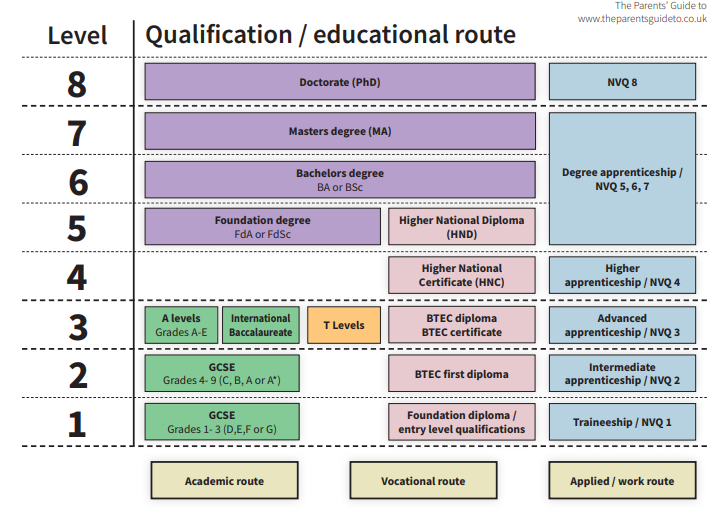 The Parents' Guide to
www.theparentsguideto.co.uk
Level
Qualification / educational route
8
Doctorate (PhD)
NVQ 8
7
Masters degree (MA)
Degree apprenticeship /
NVQ 5, 6, 7
6
Bachelors degree
BA or BSc
5
Foundation degree
FdA or FdSc
Higher National Diploma
(HND)
4
Higher National
Certificate (HNC)
Higher
apprenticeship / NVQ 4
3
A levels
Grades A-E
International
Baccalaureate
T Levels
BTEC diploma
BTEC certificate
Advanced
apprenticeship / NVQ 3
2
GCSE
Grades 4- 9 (C, B, A or A*)
BTEC first diploma
Intermediate
apprenticeship / NVQ 2
1
GCSE
Grades 1- 3 (D,E,F or G)
Foundation diploma /
entry level qualifications
Traineeship / NVQ 1
Academic route
Vocational route
Applied / work route